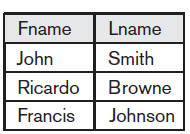 Fname Lname
John Smith
Ricardo Browne
Francis Johnson